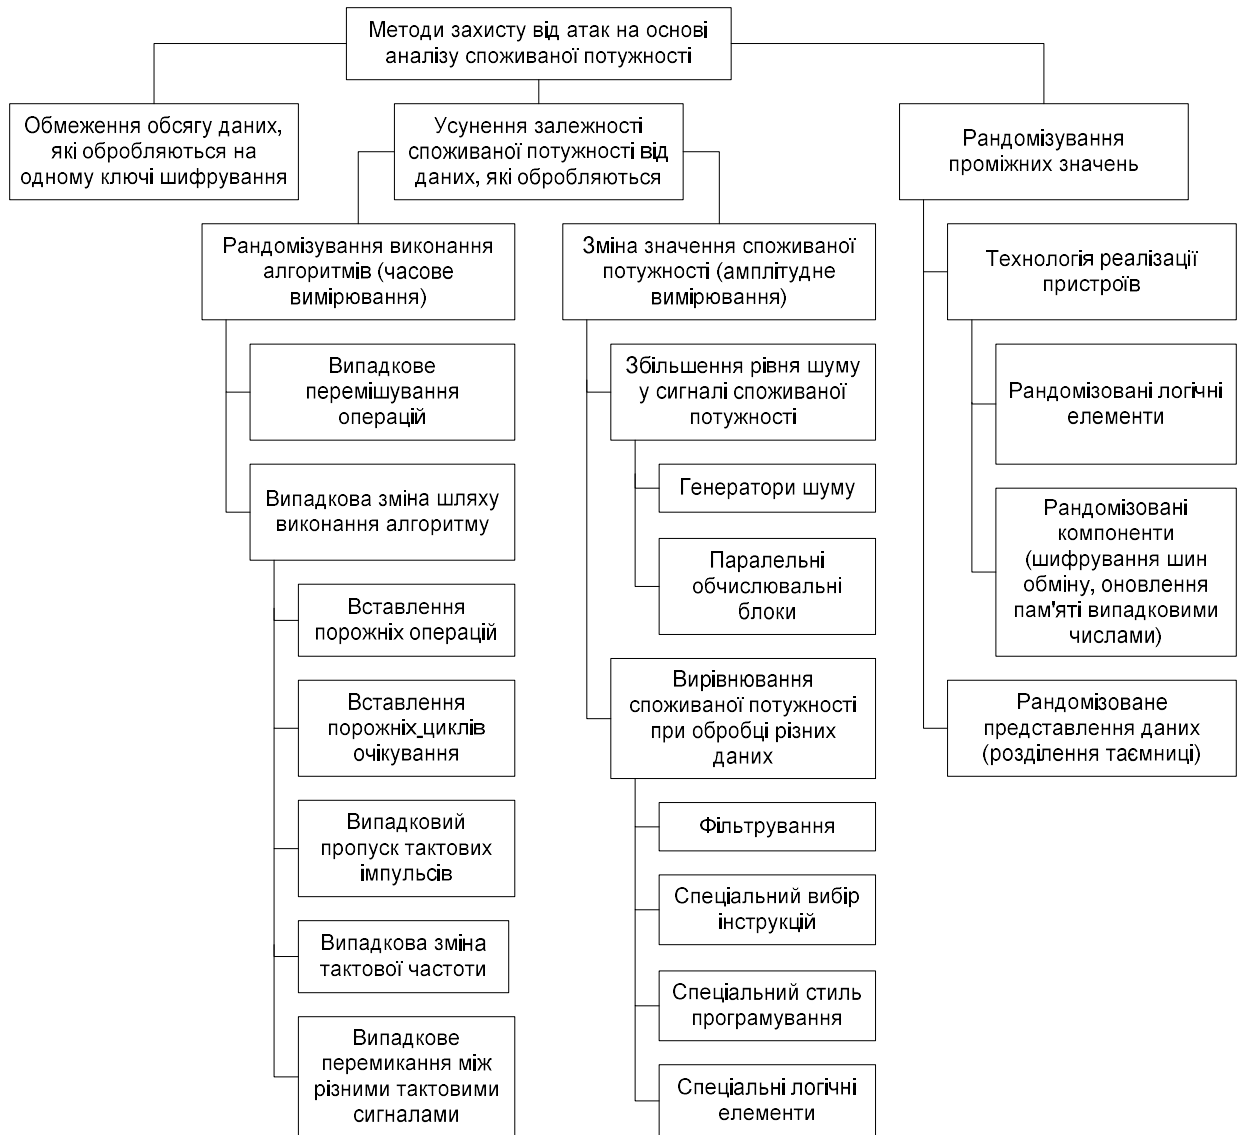 Методи захисту від атак на основі
аналізу споживаної потужності
Обмеження обсягу даних,
які обробляються на
одному ключі шифрування
Усунення залежності
споживаної потужності від
даних, які обробляються
Рандомізування
проміжних значень
Рандомізування виконання
алгоритмів (часове
вимірювання)
Випадкове
перемішування
операцій
Випадкова зміна шляху
виконання алгоритму
Вставлення
порожніх операцій
Вставлення
порожніх_циклів
очікування
Випадковий
пропуск тактових
імпульсів
Випадкова зміна
тактової частоти
Випадкове
перемикання між
різними тактовими
сигналами
Зміна значення споживаної
потужності (амплітудне
вимірювання)
Збільшення рівня шуму
у сигналі споживаної
потужності
Генератори шуму
Паралельні
обчислювальні
блоки
Вирівнювання
споживаної потужності
при обробці різних
даних
Фільтрування
Спеціальний вибір
інструкцій
Спеціальний стиль
програмування
Спеціальні логічні
елементи
Технологія реалізації
пристроїв
Рандомізовані логічні
елементи
Рандомізовані
компоненти
(шифрування шин
обміну, оновлення
пам'яті випадковими
числами)
Рандомізоване
представлення даних
(розділення таємниці)